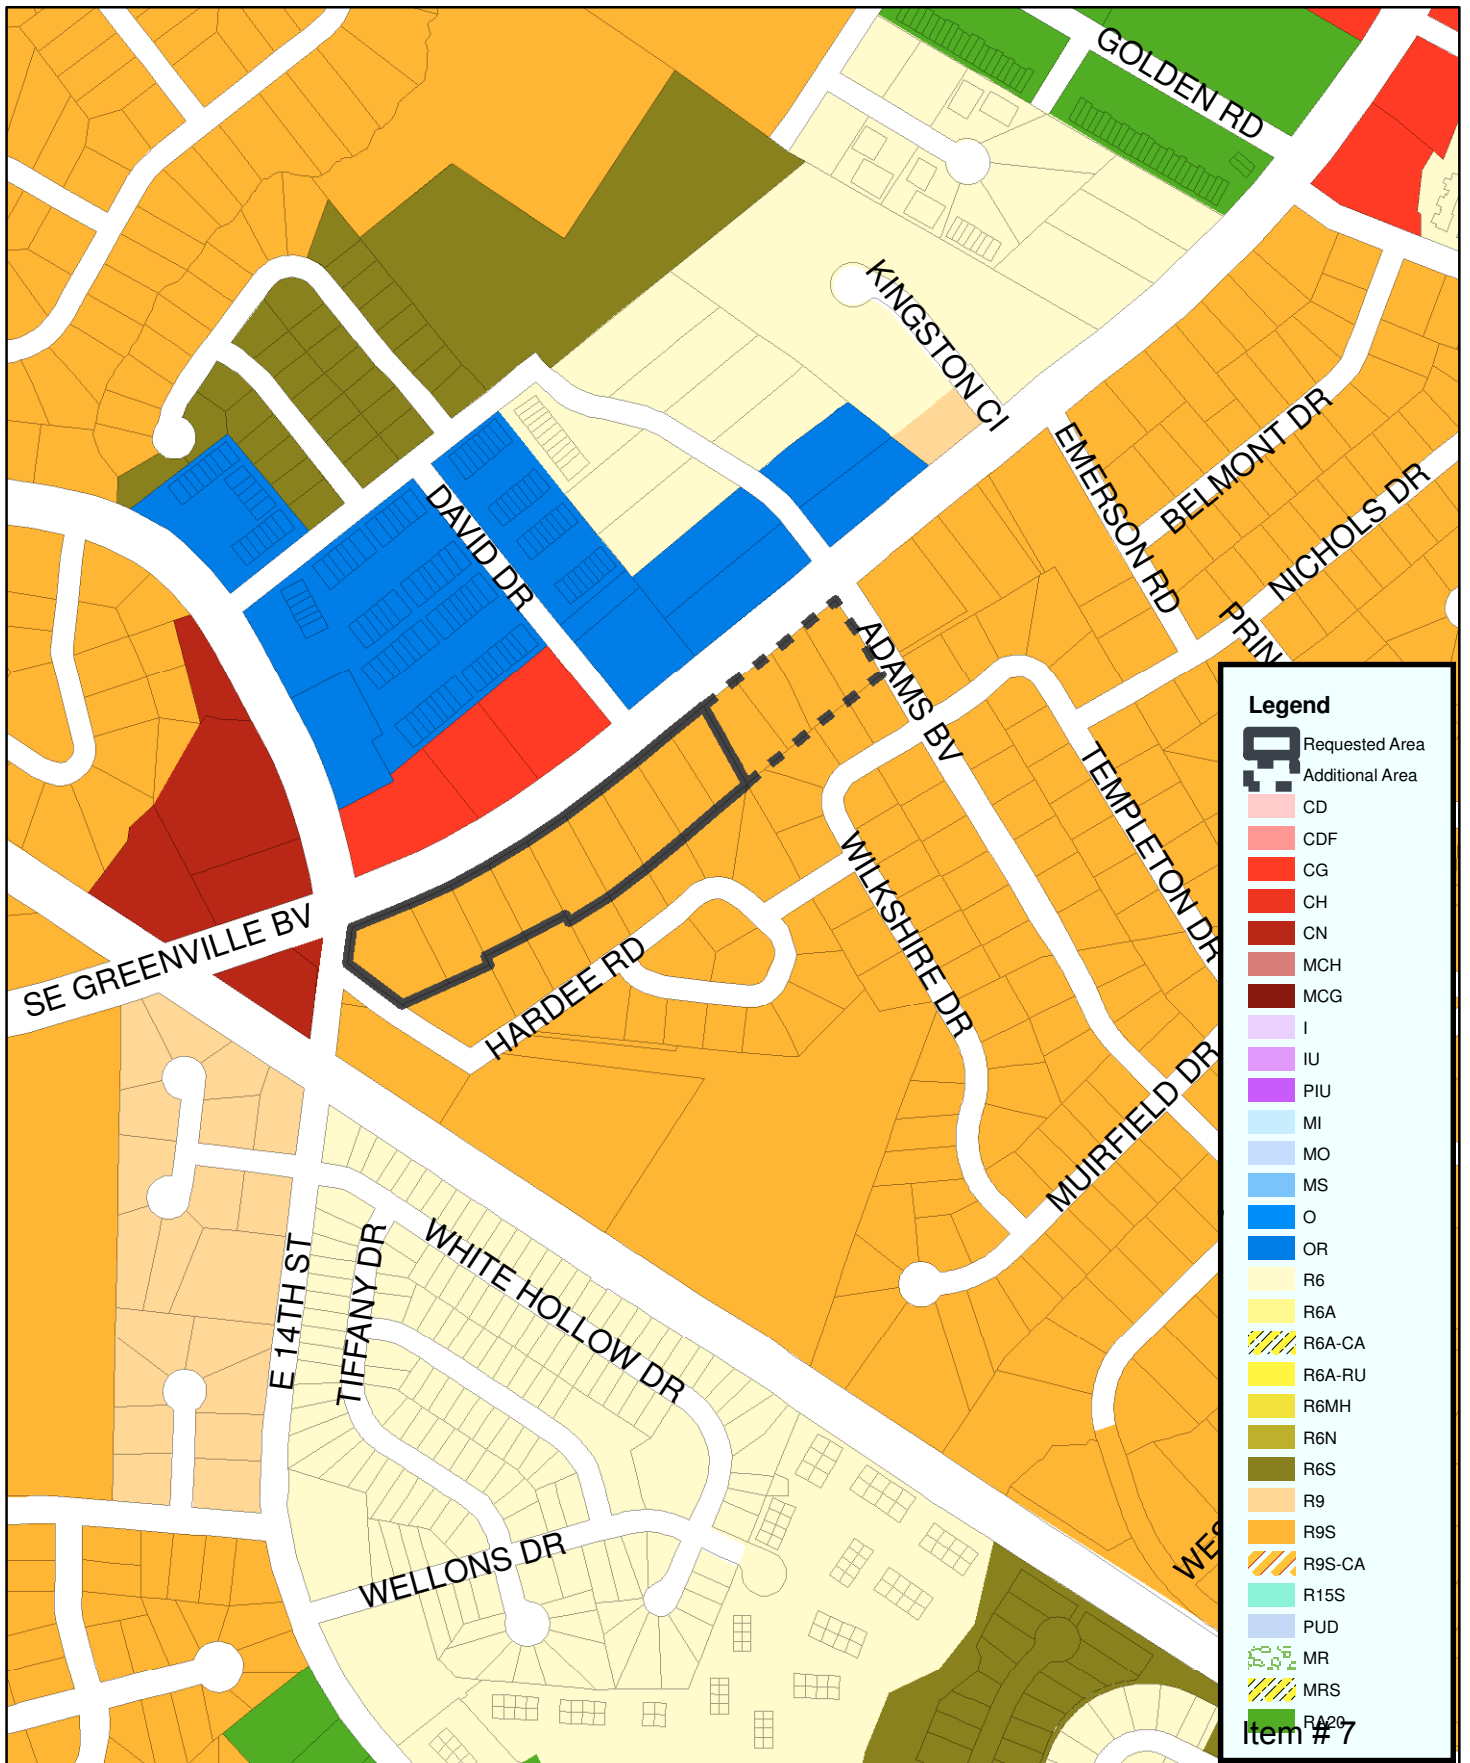 GOLDEN RD
KINGSTON CI
BELMONT DR
EMERSON RD
NICHOLS DR
DAVID DR
PRIN
ADAMS BV
TEMPLETON DR
WILKSHIRE DR
SE GREENVILLE BV
HARDEE RD
MUIRFIELD DR
E 14TH ST
TIFFANY DR
WHITE HOLLOW DR
WELLONS DR
WES
Legend
Requested Area
Additional Area
CD
CDF
CG
CH
CN
MCH
MCG
I
IU
PIU
MI
MO
MS
O
OR
R6
R6A
R6A-CA
R6A-RU
R6MH
R6N
R6S
R9
R9S
R9S-CA
R15S
PUD
MR
MRS
RA20
Item # 7